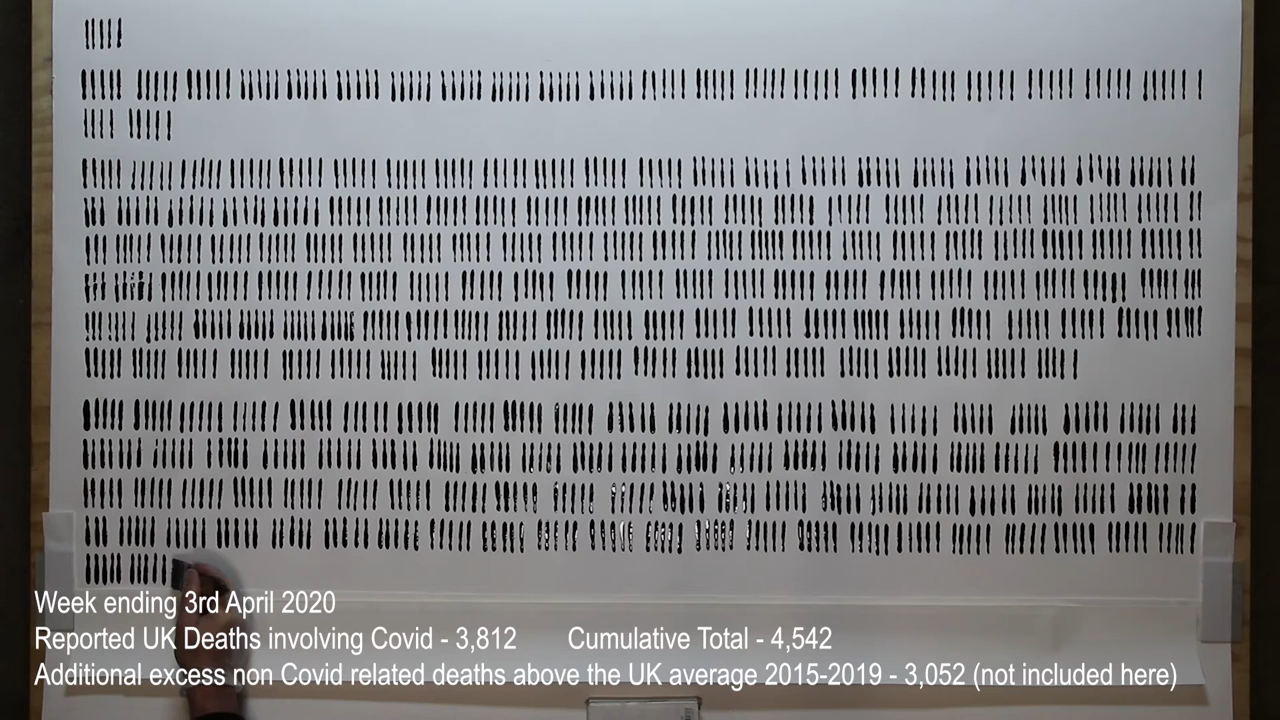 Week ending 3rd April 2020
Reported UK Deaths involving Covid - 3,812 Cumulative Total - 4,542
Additional excess non Covid related deaths above the UK average 2015-2019 - 3,052 (not included here)